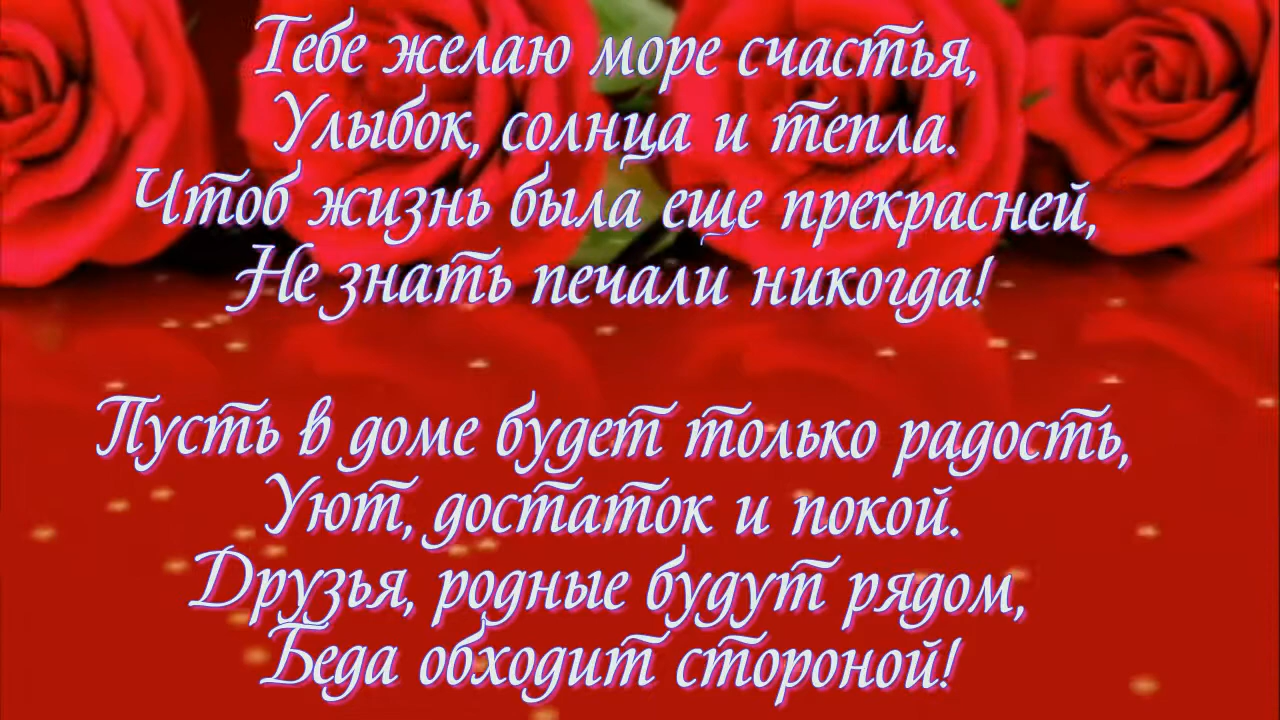 Тебе желаю море счастья,
Улыбок, солнца и тепла.
Чтоб жизнь была еще прекрасней,
Не знать печали никогда!
Пусть в доме будет только радость,
Уют, достаток и покой.
Друзья, родные будут рядом,
Беда обходит стороной!